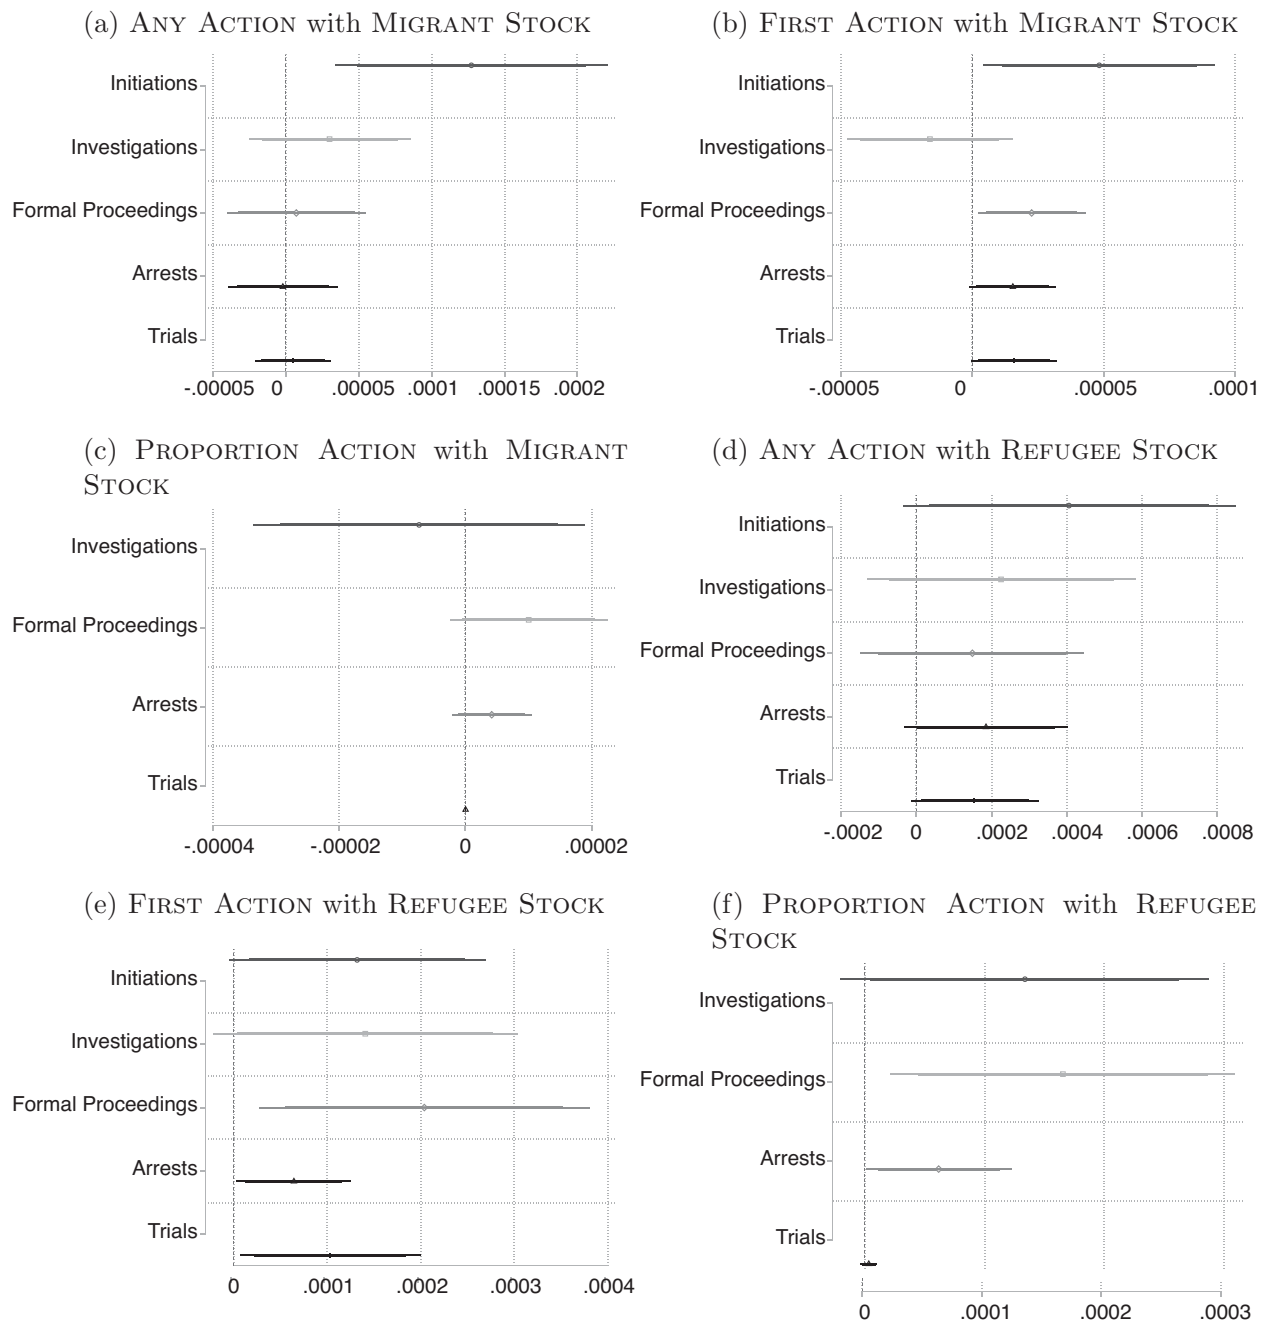 (a) ANY ACTION with MIGRANT STOCK
Initiations
Investigations
Formal Proceedings
Arrests
Trials
-.00005 0 .00005 .0001 .00015 .0002
(b) FIRST ACTION with MIGRANT STOCK
Initiations
Investigations
Formal Proceedings
Arrests
Trials
-.00005 0 .00005 .0001
(c) PROPORTION ACTION with MIGRANT
STOCK
Investigations
Formal Proceedings
Arrests
Trials
-.00004 -.00002 0 .00002
(d) ANY ACTION with REFUGEE STOCK
Initiations
Investigations
Formal Proceedings
Arrests
Trials
-.0002 0 .0002 .0004 .0006 .0008
(e) FIRST ACTION with REFUGEE STOCK
Initiations
Investigations
Formal Proceedings
Arrests
Trials
0 .0001 .0002 .0003 .0004
(f) PROPORTION ACTION with REFUGEE
STOCK
Investigations
Formal Proceedings
Arrests
Trials
0 .0001 .0002 .0003